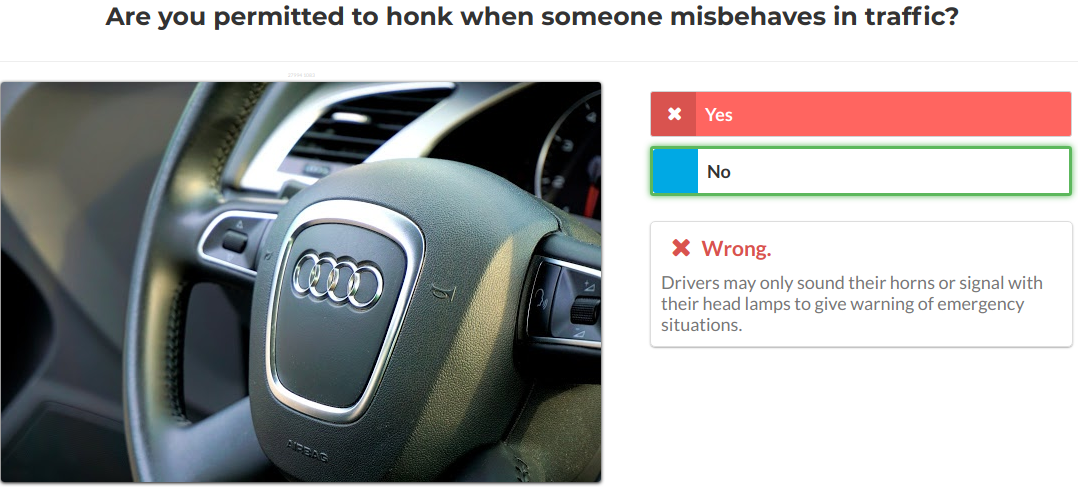 Are you permitted to honk when someone misbehaves in traffic?
Yes
No
Wrong.
Drivers may only sound their horns or signal with
their head lamps to give warning of emergency
situations.
AIRBAG